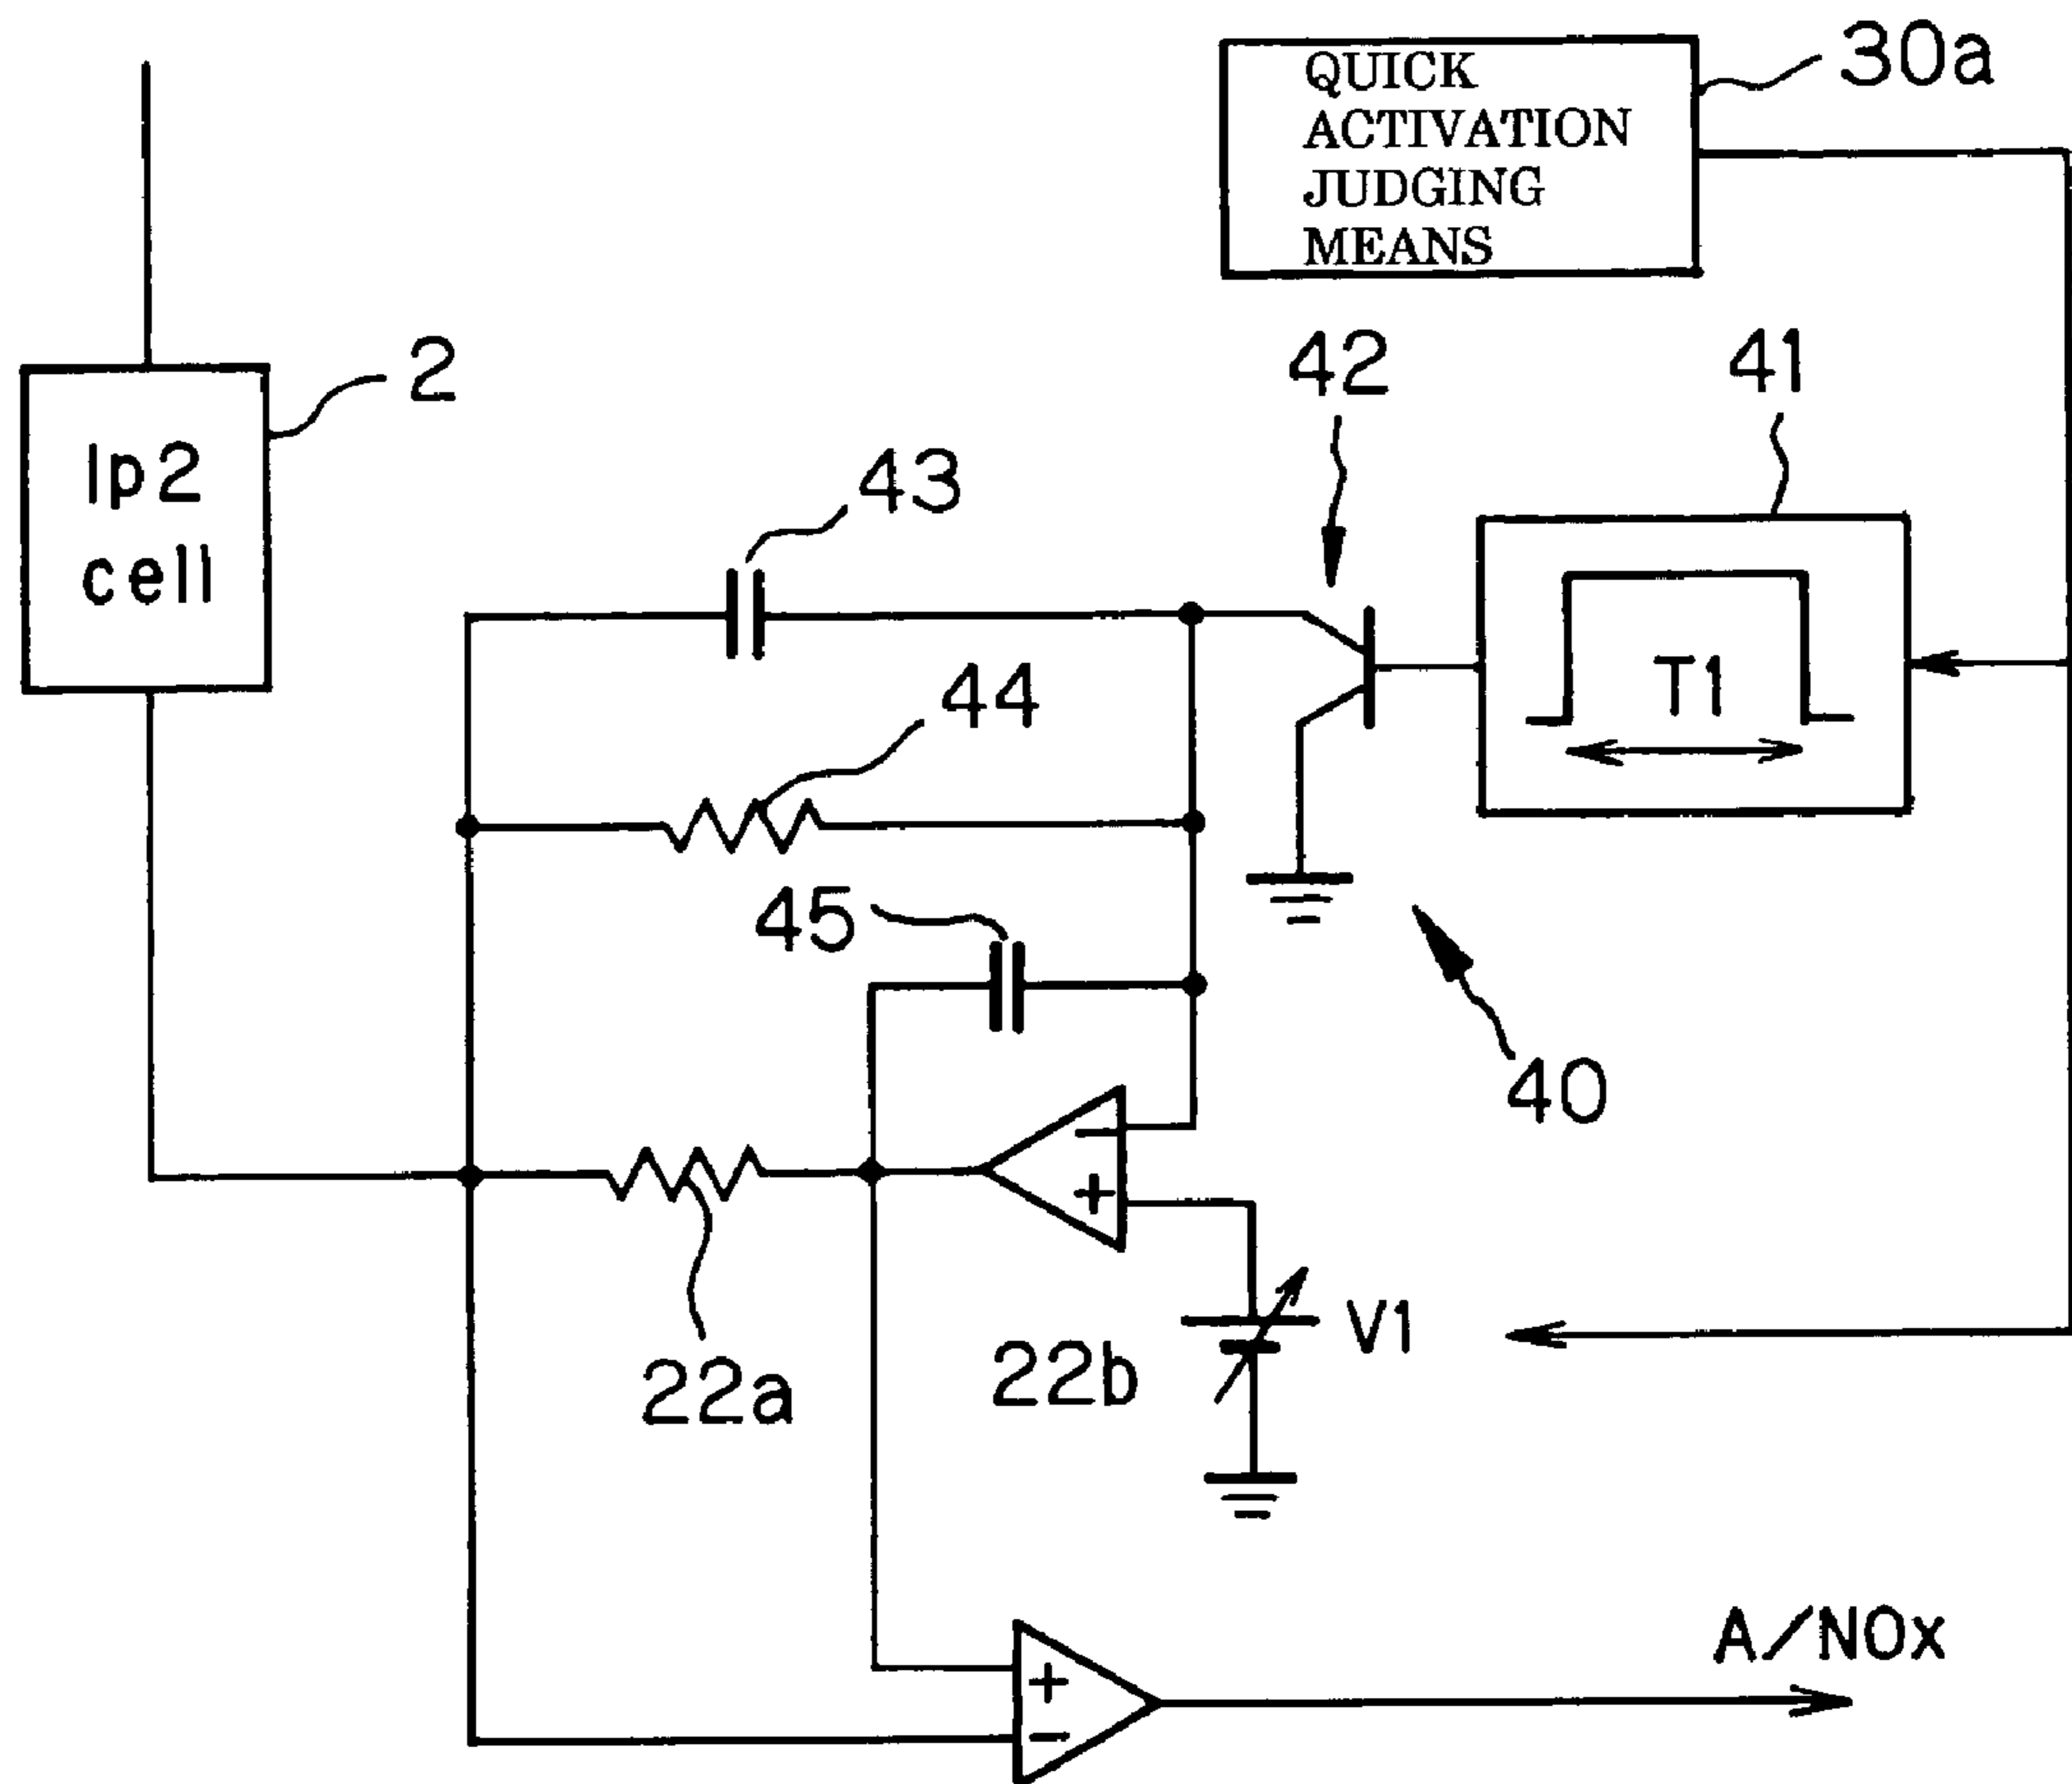 30a
QUICK
ACTIVATION
JUDGING
MEANS
2
42
41
Ip2
cell
43
T1
44
45
40
−
+
V1
22a
22b
A/NOx
+
−